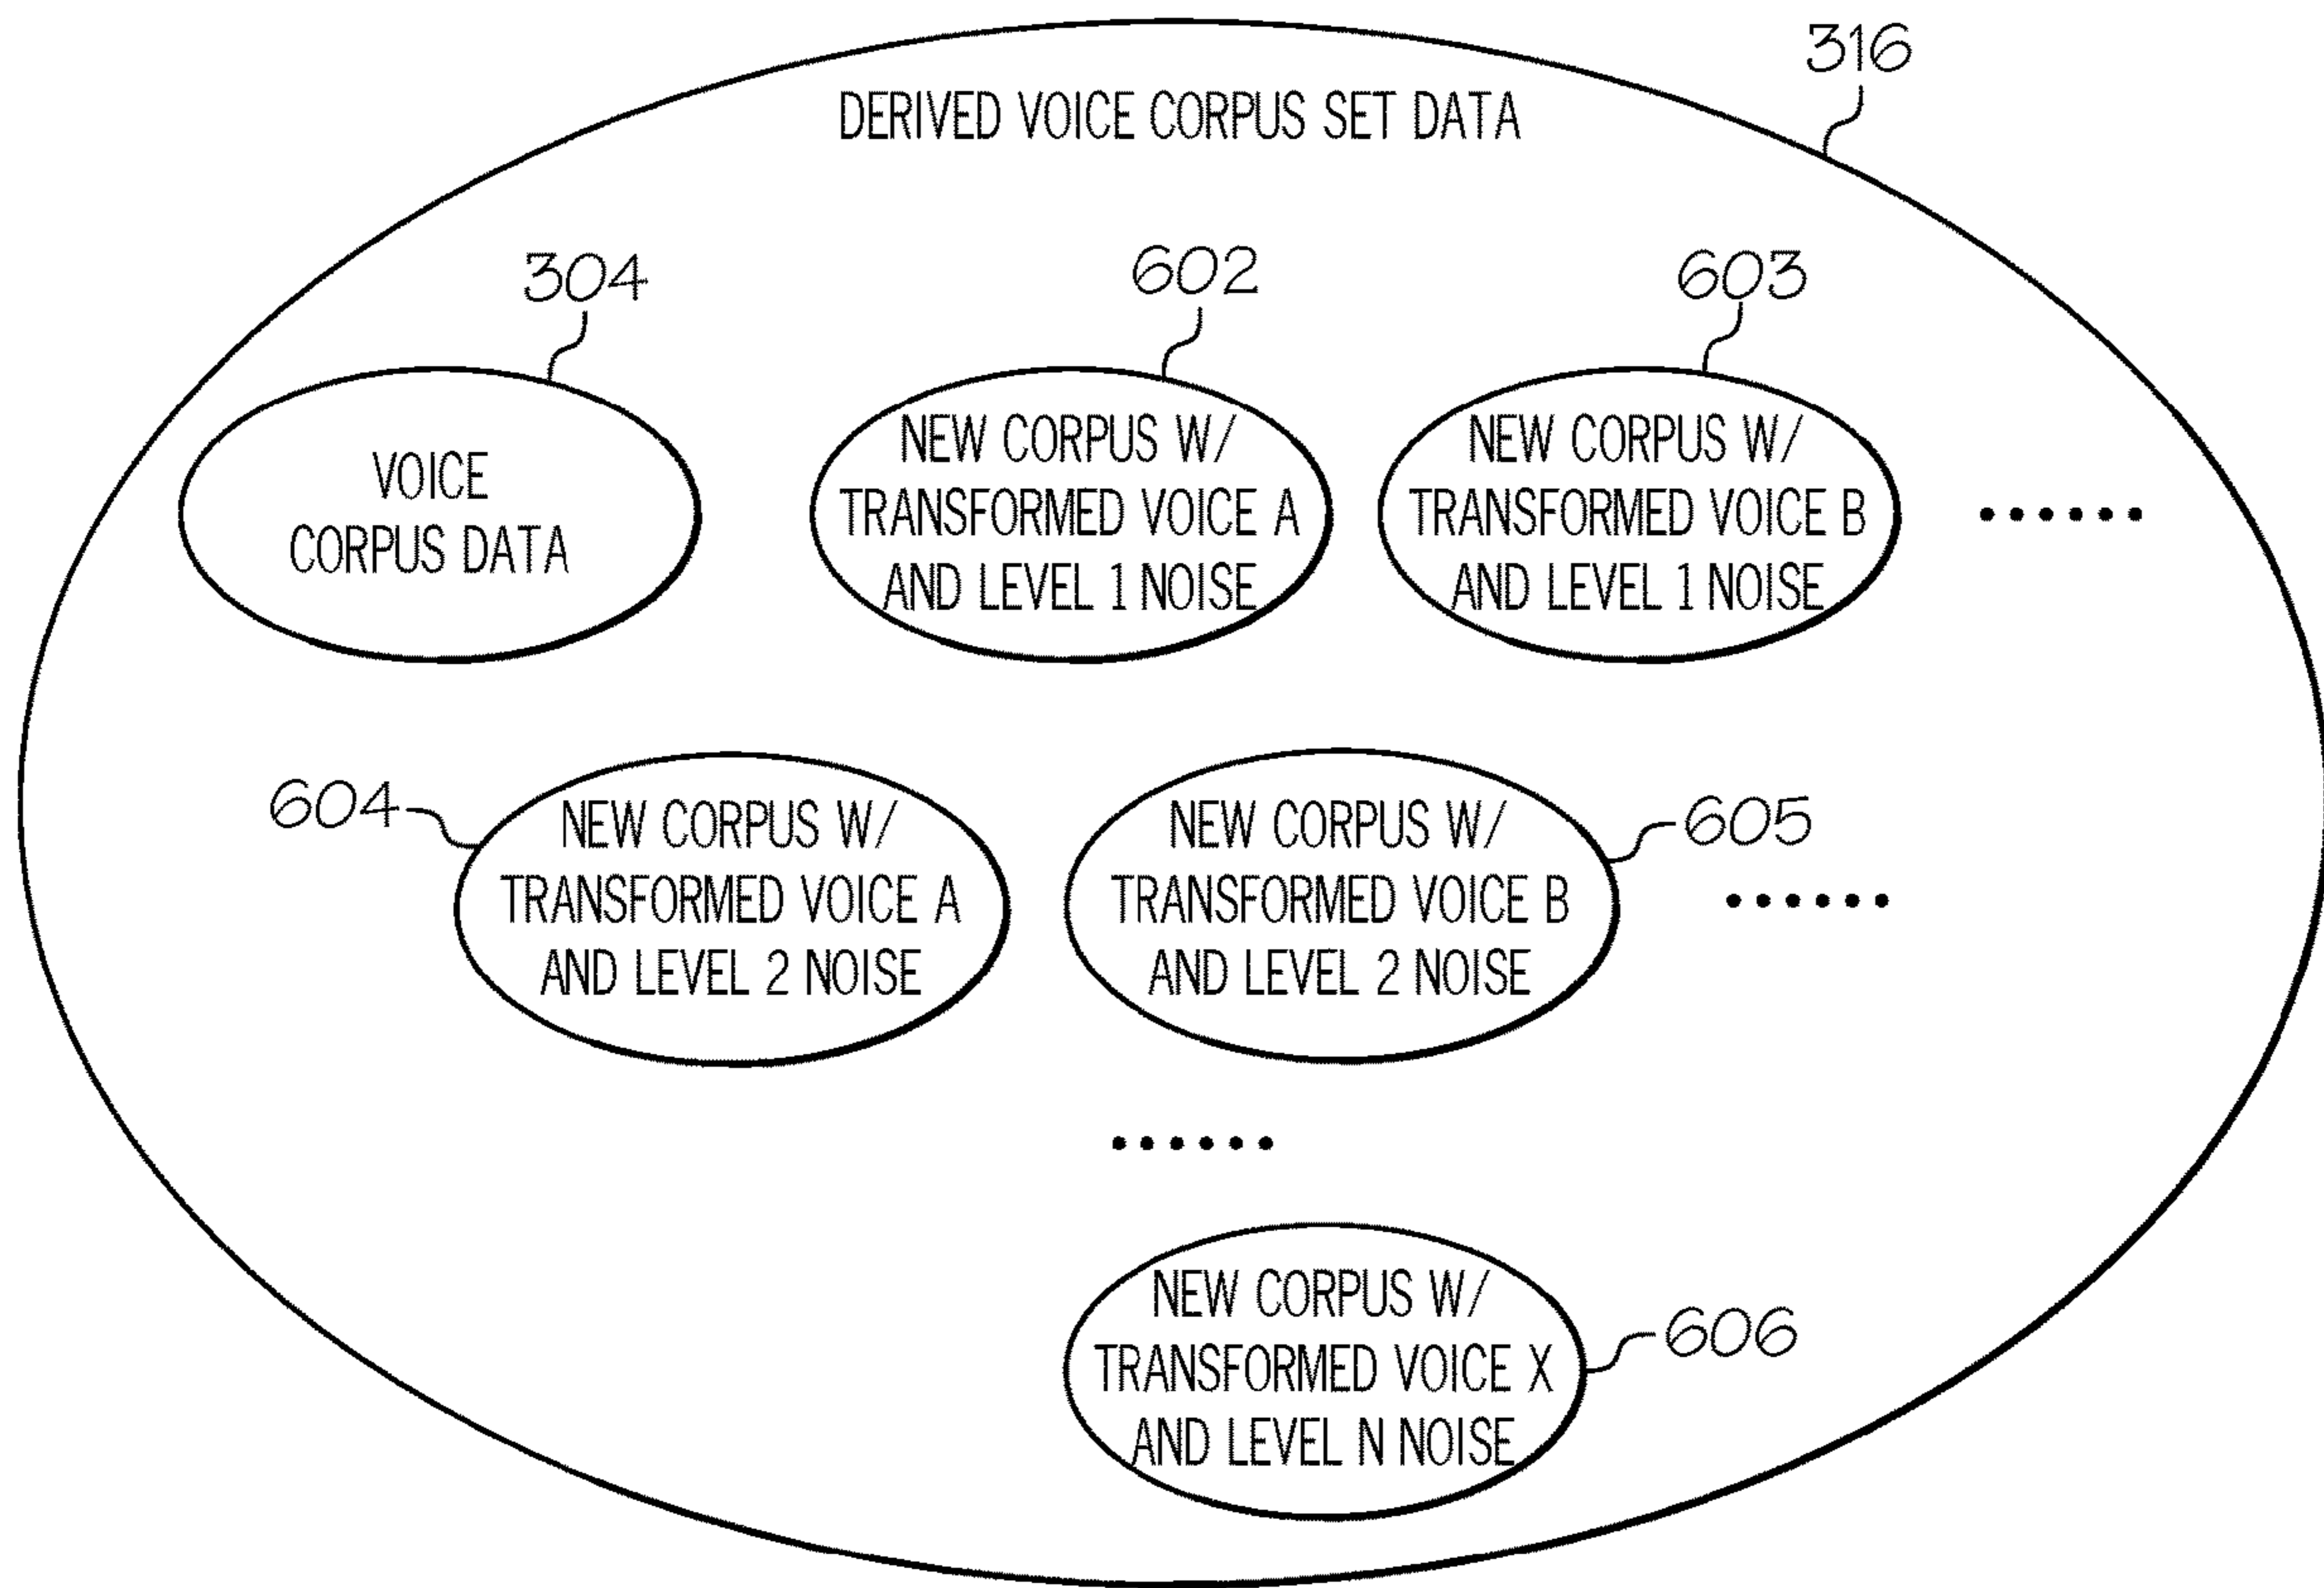 316
DERIVED VOICE CORPUS SET DATA
304
602
603
VOICE
CORPUS DATA
NEW CORPUS W/
TRANSFORMED VOICE A
AND LEVEL 1 NOISE
NEW CORPUS W/
TRANSFORMED VOICE B
AND LEVEL 1 NOISE
......
604
NEW CORPUS W/
TRANSFORMED VOICE A
AND LEVEL 2 NOISE
NEW CORPUS W/
TRANSFORMED VOICE B
AND LEVEL 2 NOISE
605
......
......
NEW CORPUS W/
TRANSFORMED VOICE X
AND LEVEL N NOISE
606